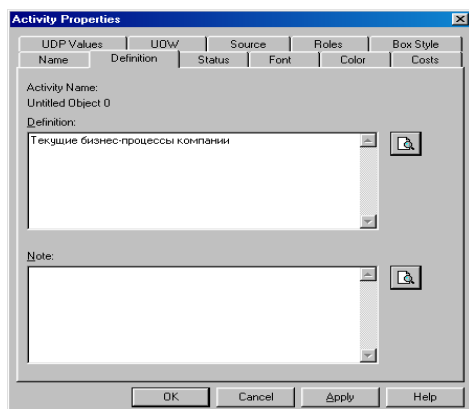 Activity Properties
UDP Values UOW Source Roles Box Style
Name Definition Status Font Color Costs
Activity Name:
Untitled Object 0
Definition:
Текущие бизнес-процессы компании
Note:
OK Cancel Apply Help